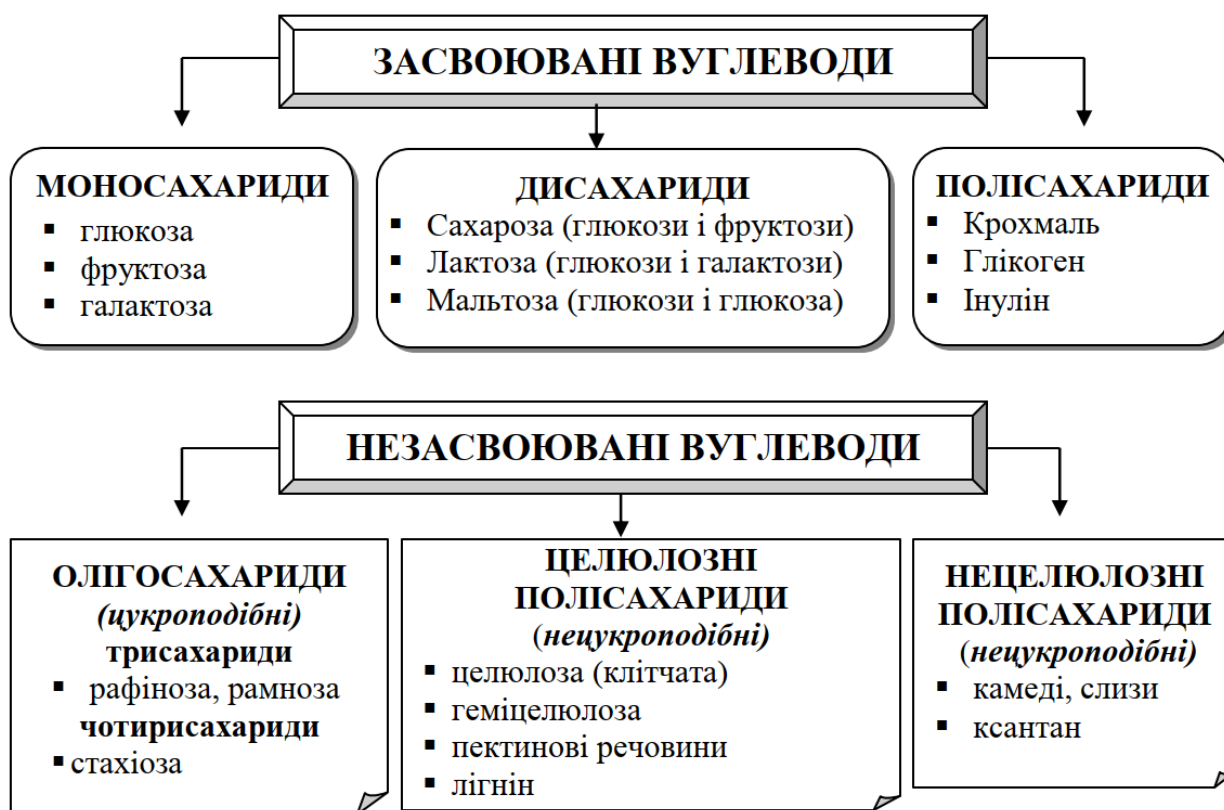 ЗАСВОЮВАНІ ВУГЛЕВОДИ
МОНОСАХАРИДИ
▪ глюкоза
▪ фруктоза
▪ галактоза
ДИСАХАРИДИ
▪ Сахароза (глюкози і фруктози)
▪ Лактоза (глюкози і галактози)
▪ Мальтоза (глюкози і глюкоза)
ПОЛІСАХАРИДИ
▪ Крохмаль
▪ Глікоген
▪ Інулін
НЕЗАСВОЮВАНІ ВУГЛЕВОДИ
ОЛІГОСАХАРИДИ
(цукроподібні)
трисахариди
▪ рафіноза, рамноза
чотирисахариди
▪ стахіоза
ЦЕЛЮЛОЗНІ
ПОЛІСАХАРИДИ
(нецукроподібні)
▪ целюлоза (клітчата)
▪ геміцелюлоза
▪ пектинові речовини
▪ лігнін
НЕЦЕЛЮЛОЗНІ
ПОЛІСАХАРИДИ
(нецукроподібні)
▪ камеді, слизи
▪ ксантан